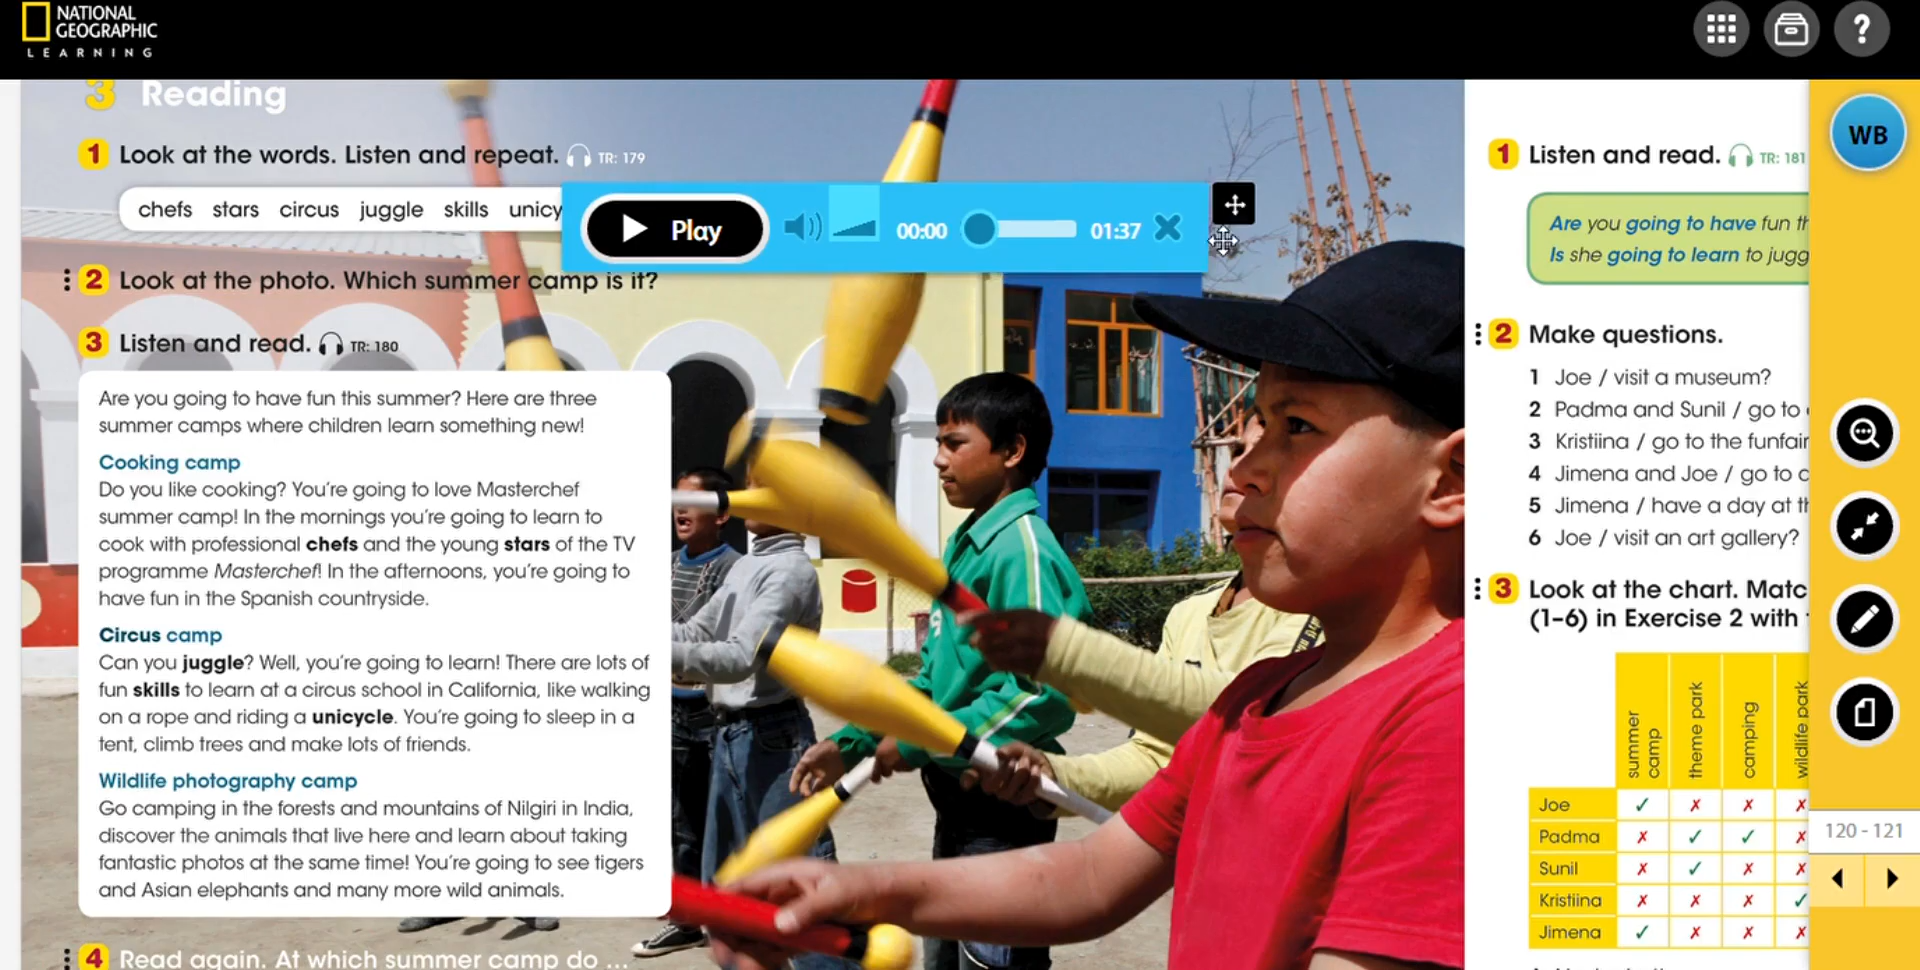 NATIONAL
GEOGRAPHIC
LEARNING
?
3 Reading
1 Look at the words. Listen and repeat. TR: 179
chefs stars circus juggle skills unicy
Play 00:00 01:37
2 Look at the photo. Which summer camp is it?
3 Listen and read. TR: 180
Are you going to have fun this summer? Here are three
summer camps where children learn something new!
Cooking camp
Do you like cooking? You're going to love Masterchef
summer camp! In the mornings you're going to learn to
cook with professional chefs and the young stars of the TV
programme Masterchef! In the afternoons, you're going to
have fun in the Spanish countryside.
Circus camp
Can you juggle? Well, you're going to learn! There are lots of
fun skills to learn at a circus school in California, like walking
on a rope and riding a unicycle. You're going to sleep in a
tent, climb trees and make lots of friends.
Wildlife photography camp
Go camping in the forests and mountains of Nilgiri in India,
discover the animals that live here and learn about taking
fantastic photos at the same time! You're going to see tigers
and Asian elephants and many more wild animals.
4 Read again. At which summer camp do ...
1 Listen and read. TR: 181
Are you going to have fun th
Is she going to learn to jugg
2 Make questions.
1 Joe / visit a museum?
2 Padma and Sunil / go to
3 Kristiina / go to the funfair
4 Jimena and Joe / go to c
5 Jimena / have a day at th
6 Joe / visit an art gallery?
3 Look at the chart. Matc
(1–6) in Exercise 2 with
summer camp
theme park
camping
wildlife park
Joe ✓ ✗ ✗ ✗
Padma ✗ ✓ ✓ ✗
Sunil ✗ ✓ ✗ ✗
Kristiina ✗ ✗ ✗ ✓
Jimena ✓ ✗ ✗ ✗
WB
120 - 121